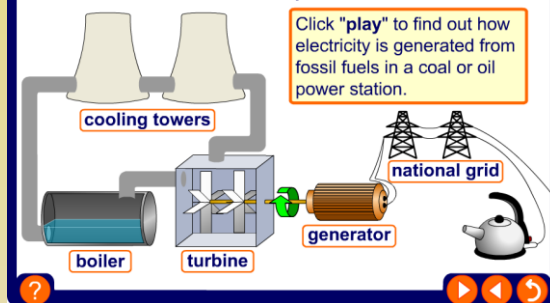 Click "play" to find out how
electricity is generated from
fossil fuels in a coal or oil
power station.
cooling towers
national grid
generator
boiler
turbine
?